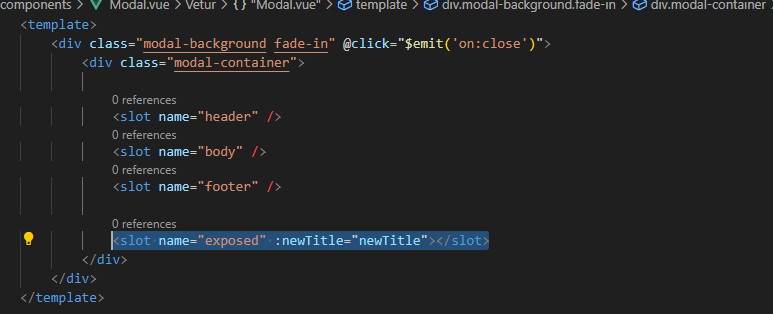 components > Modal.vue > Vetur > {} "Modal.vue" > template > div.modal-background.fade-in > div.modal-container
<template>
<div class="modal-background fade-in" @click="$emit('on:close')">
<div class="modal-container">
0 references
<slot name="header" />
0 references
<slot name="body" />
0 references
<slot name="footer" />
0 references
<slot name="exposed" :newTitle="newTitle"></slot>
</div>
</div>
</template>